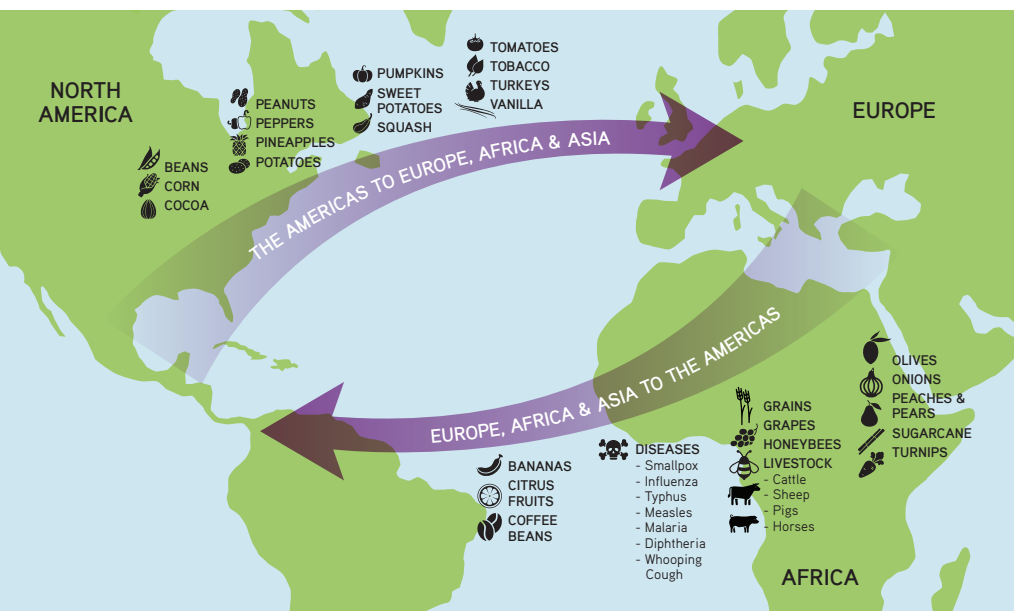 NORTH
AMERICA
BEANS
CORN
COCOA
PEANUTS
PEPPERS
PINEAPPLES
POTATOES
PUMPKINS
SWEET
POTATOES
SQUASH
TOMATOES
TOBACCO
TURKEYS
VANILLA
EUROPE
THE AMERICAS TO EUROPE, AFRICA & ASIA
EUROPE, AFRICA & ASIA TO THE AMERICAS
BANANAS
CITRUS
FRUITS
COFFEE
BEANS
DISEASES
- Smallpox
- Influenza
- Typhus
- Measles
- Malaria
- Diphtheria
- Whooping
Cough
GRAINS
GRAPES
HONEYBEES
LIVESTOCK
- Cattle
- Sheep
- Pigs
- Horses
OLIVES
ONIONS
PEACHES &
PEARS
SUGARCANE
TURNIPS
AFRICA